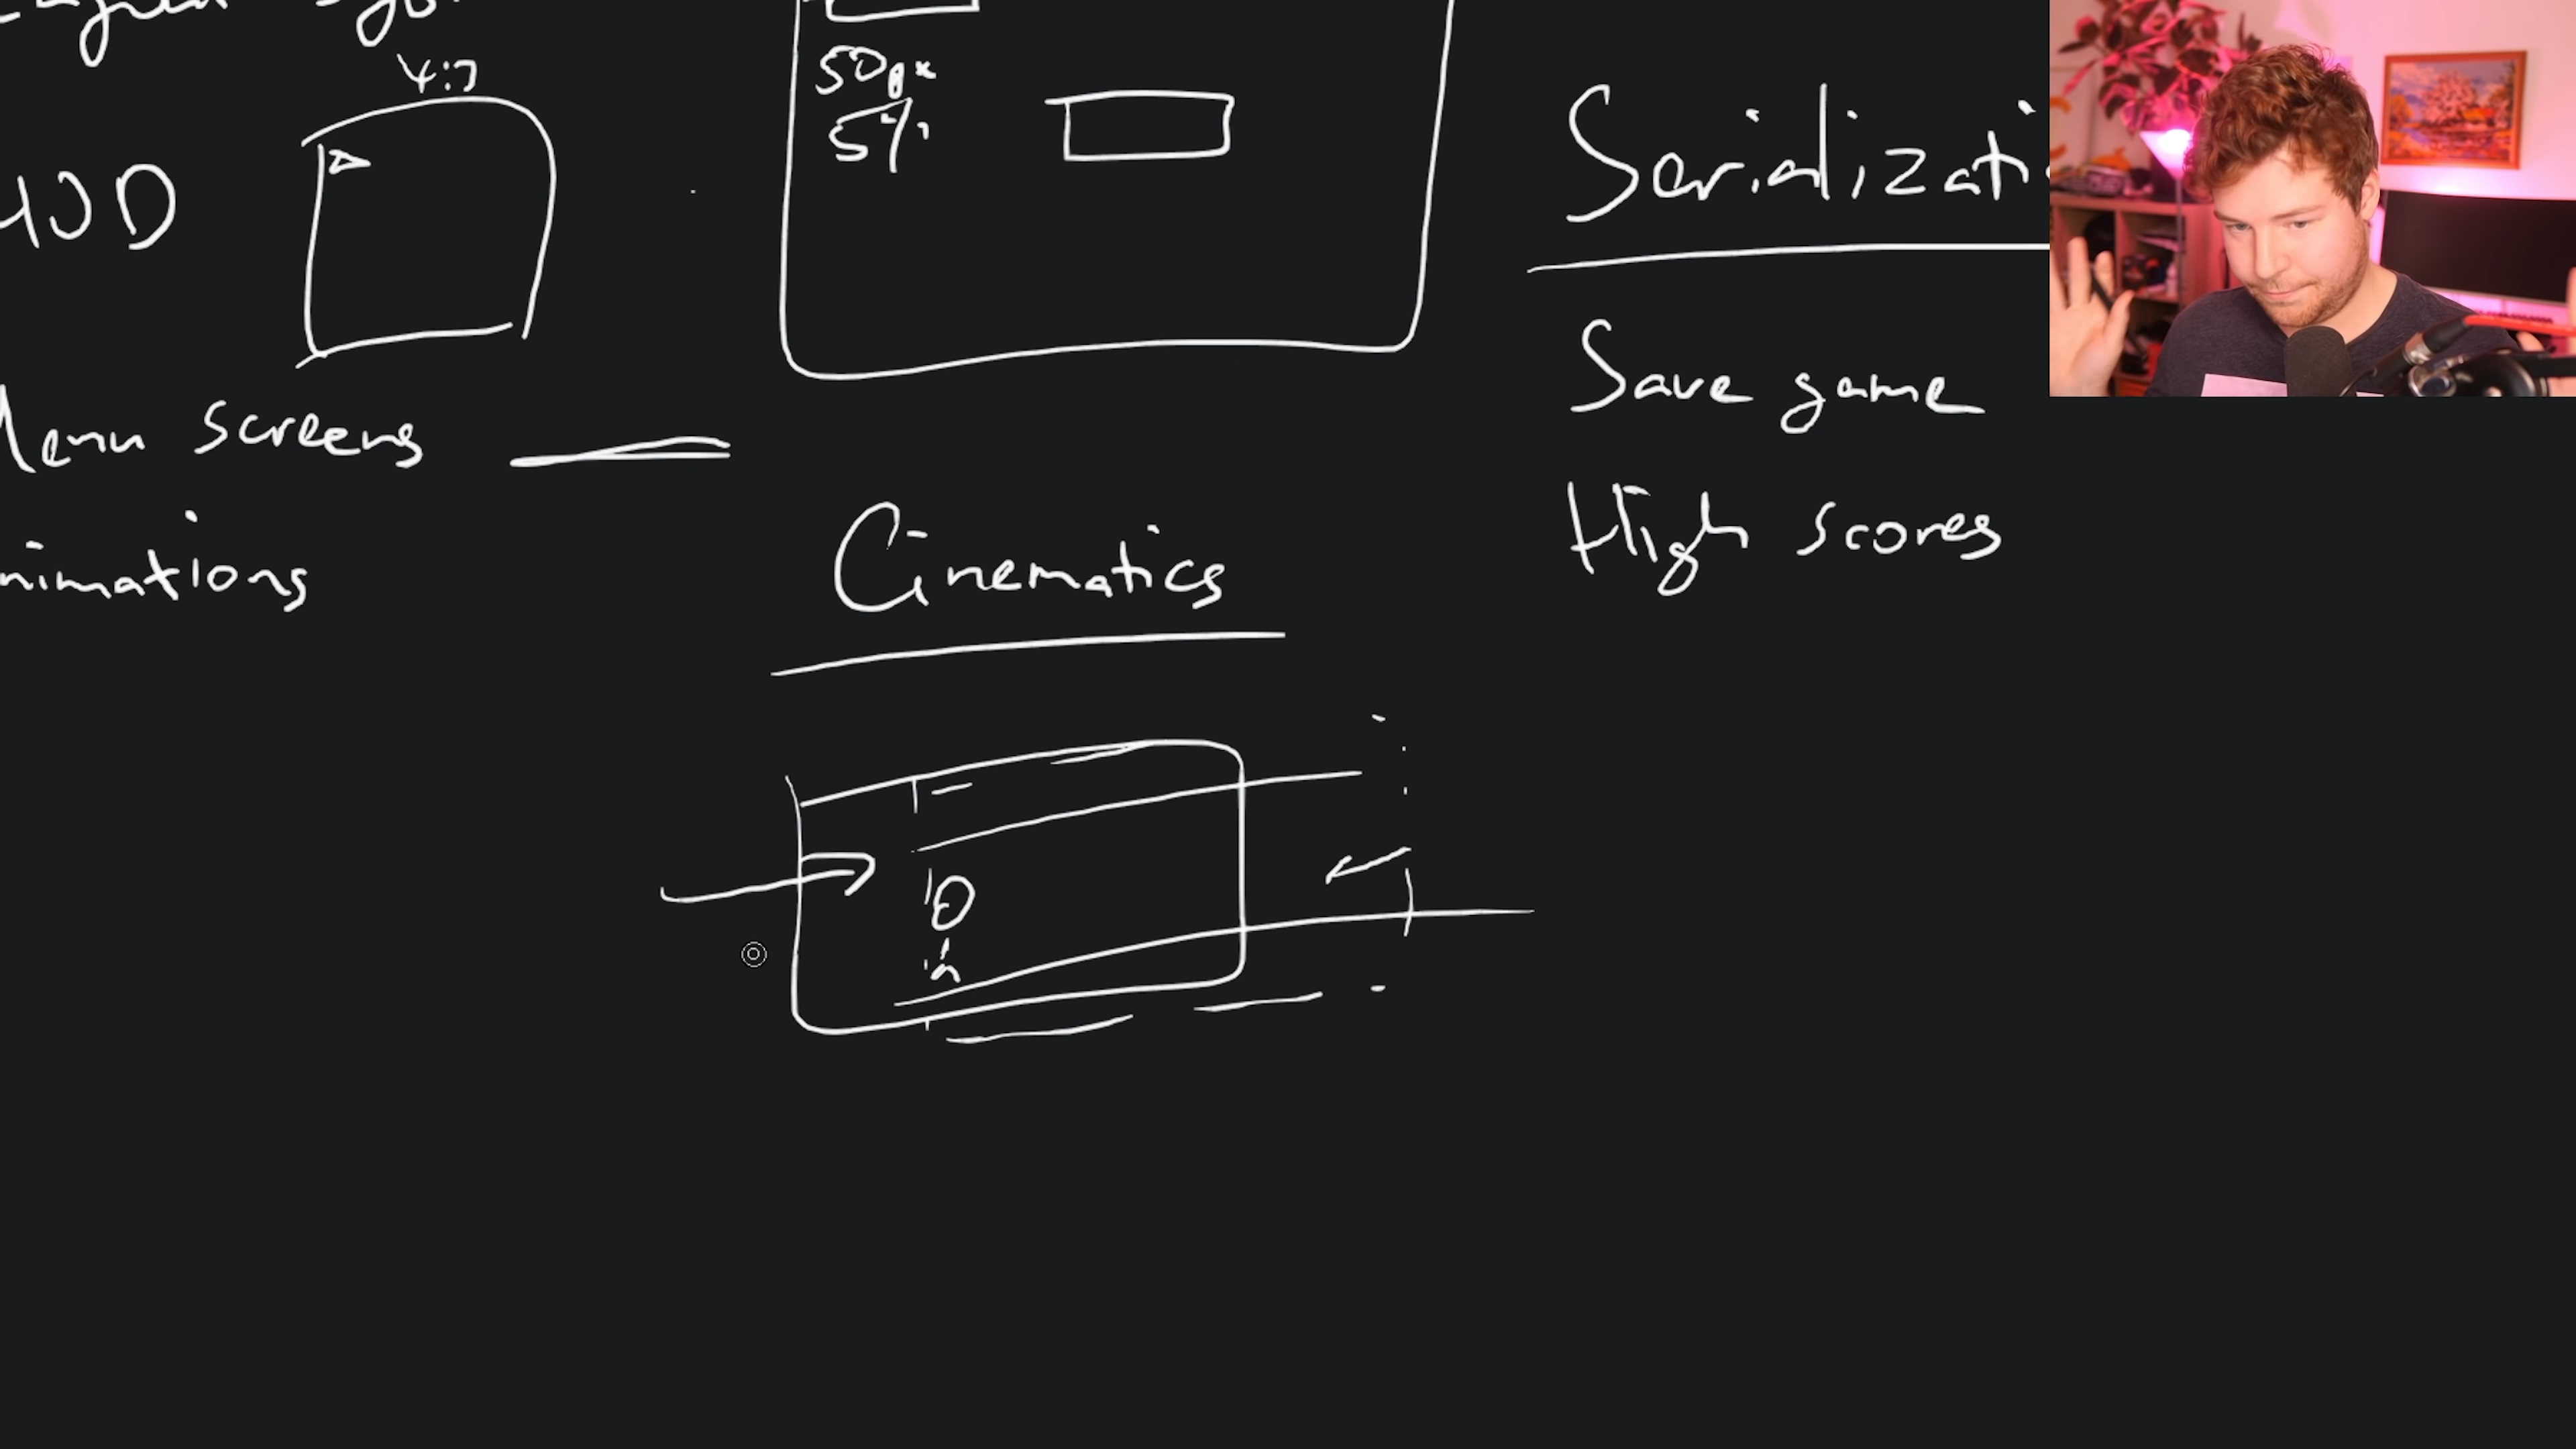 4:3
50px
5%
HUD
Serializati
Save game
Menu screens
High scores
Cinematics
nimations